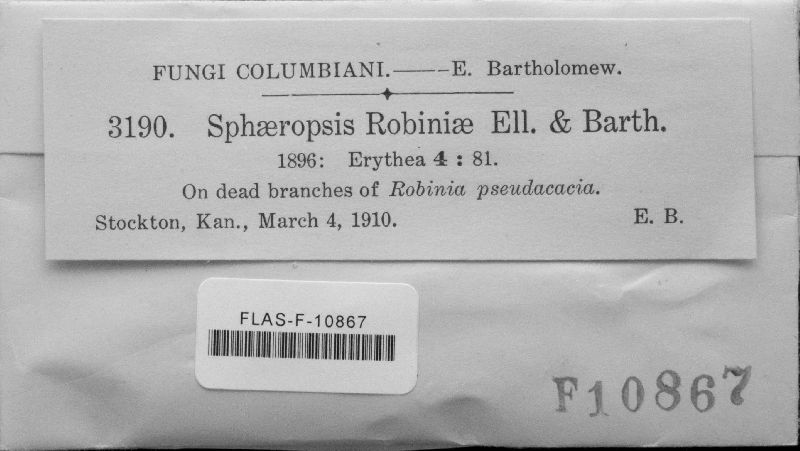 FUNGI COLUMBIANI.——E. Bartholomew.
3190. Sphæropsis Robiniæ Ell. & Barth.
1896: Erythea 4 : 81.
On dead branches of Robinia pseudacacia.
Stockton, Kan., March 4, 1910. E. B.
FLAS-F-10867
F10867